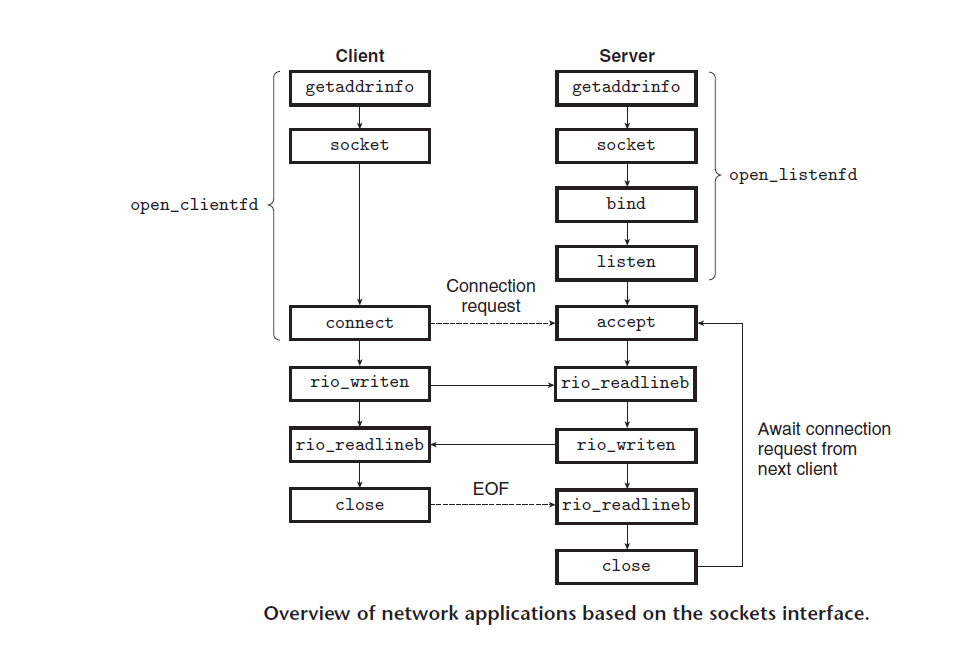 Client
Server
getaddrinfo
getaddrinfo
socket
socket
open_listenfd
open_clientfd
bind
listen
Connection
request
connect
accept
rio_writen
rio_readlineb
rio_readlineb
rio_writen
Await connection
request from
next client
close
EOF
rio_readlineb
close
Overview of network applications based on the sockets interface.